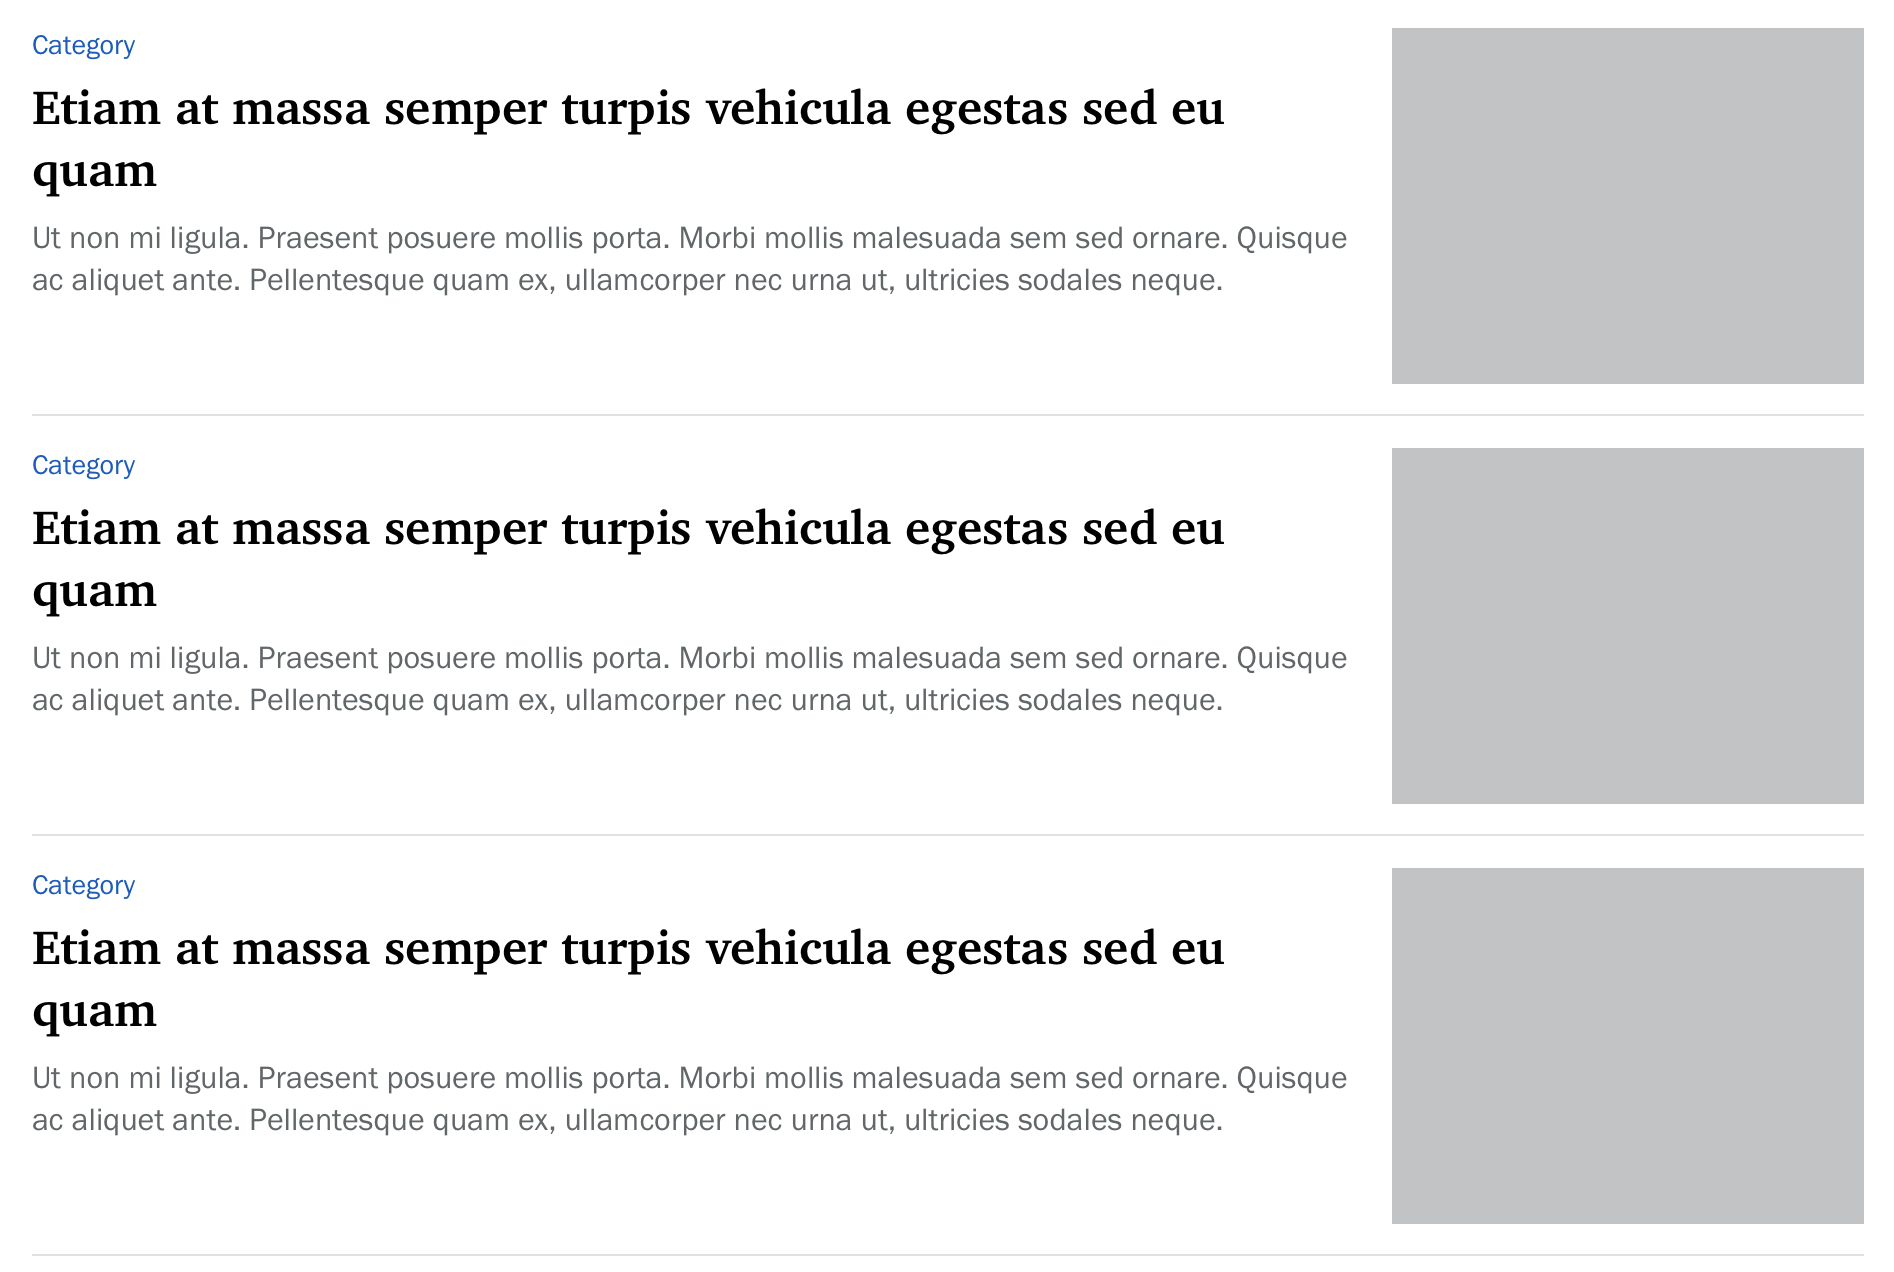 Category
Etiam at massa semper turpis vehicula egestas sed eu
quam
Ut non mi ligula. Praesent posuere mollis porta. Morbi mollis malesuada sem sed ornare. Quisque
ac aliquet ante. Pellentesque quam ex, ullamcorper nec urna ut, ultricies sodales neque.
Category
Etiam at massa semper turpis vehicula egestas sed eu
quam
Ut non mi ligula. Praesent posuere mollis porta. Morbi mollis malesuada sem sed ornare. Quisque
ac aliquet ante. Pellentesque quam ex, ullamcorper nec urna ut, ultricies sodales neque.
Category
Etiam at massa semper turpis vehicula egestas sed eu
quam
Ut non mi ligula. Praesent posuere mollis porta. Morbi mollis malesuada sem sed ornare. Quisque
ac aliquet ante. Pellentesque quam ex, ullamcorper nec urna ut, ultricies sodales neque.